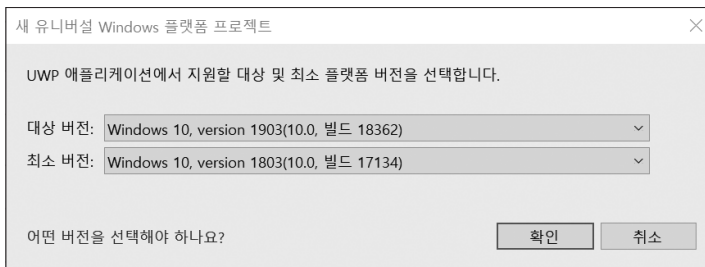 새 유니버설 Windows 플랫폼 프로젝트
UWP 애플리케이션에서 지원할 대상 및 최소 플랫폼 버전을 선택합니다.
대상 버전: Windows 10, version 1903(10.0, 빌드 18362)
최소 버전: Windows 10, version 1803(10.0, 빌드 17134)
어떤 버전을 선택해야 하나요? 확인 취소